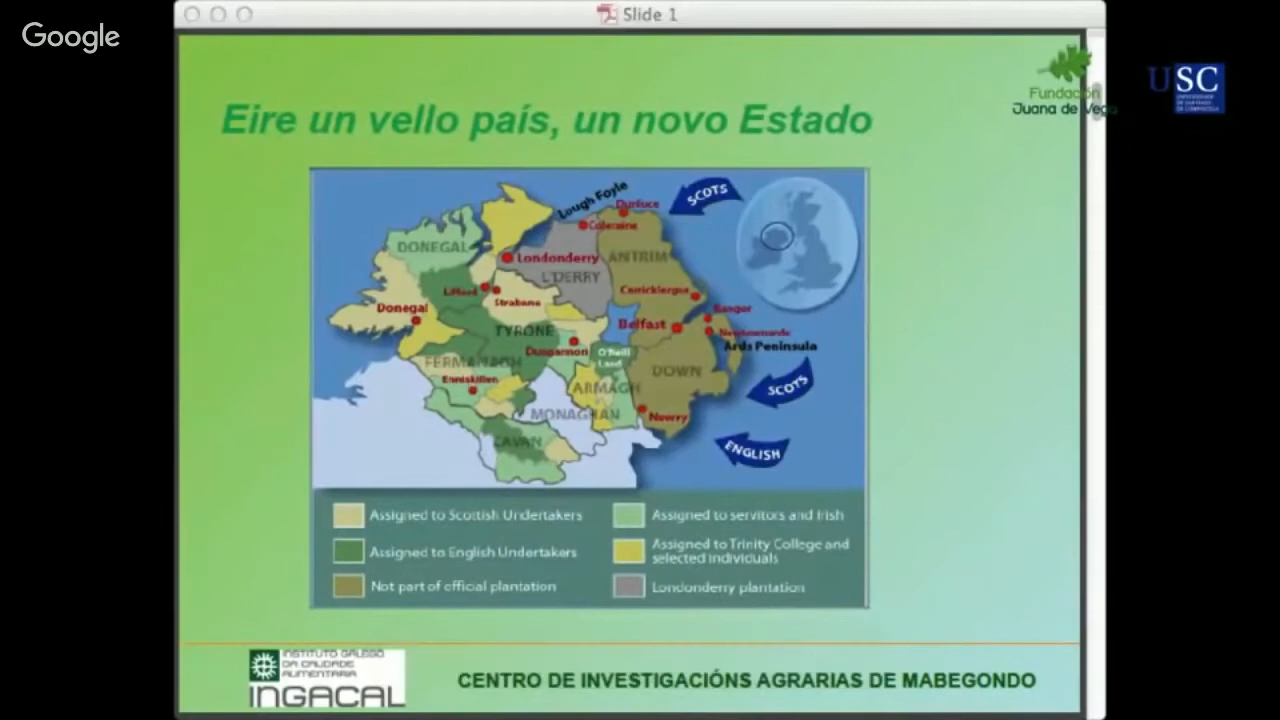 Google
Slide 1
Fundación
Juana de Vega
USC
Eire un vello país, un novo Estado
SCOTS
Lough Foyle
Dunluce
Coleraine
DONEGAL
Londonderry
ANTRIM
L'DERRY
Lifford
Carrickfergus
Strabane
Donegal
Bangor
Belfast
TYRONE
Newtownards
Ards Peninsula
Dungannon
O'Neill
Land
FERMANAGH
DOWN
Enniskillen
ARMAGH
SCOTS
MONAGHAN
Newry
CAVAN
ENGLISH
Assigned to Scottish Undertakers
Assigned to servitors and Irish
Assigned to English Undertakers
Assigned to Trinity College and
selected individuals
Not part of official plantation
Londonderry plantation
INSTITUTO GALEGO
DA CALIDADE
ALIMENTARIA
INGACAL
CENTRO DE INVESTIGACIÓNS AGRARIAS DE MABEGONDO